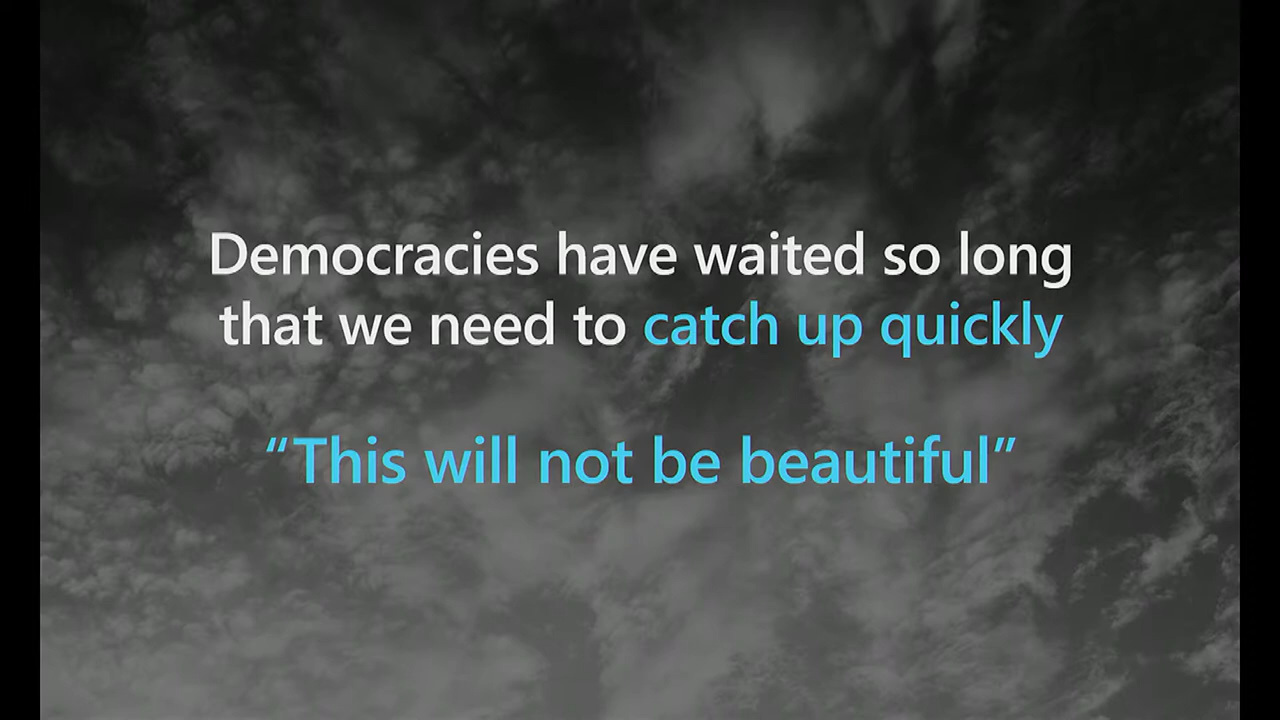 Democracies have waited so long
that we need to catch up quickly
“This will not be beautiful”